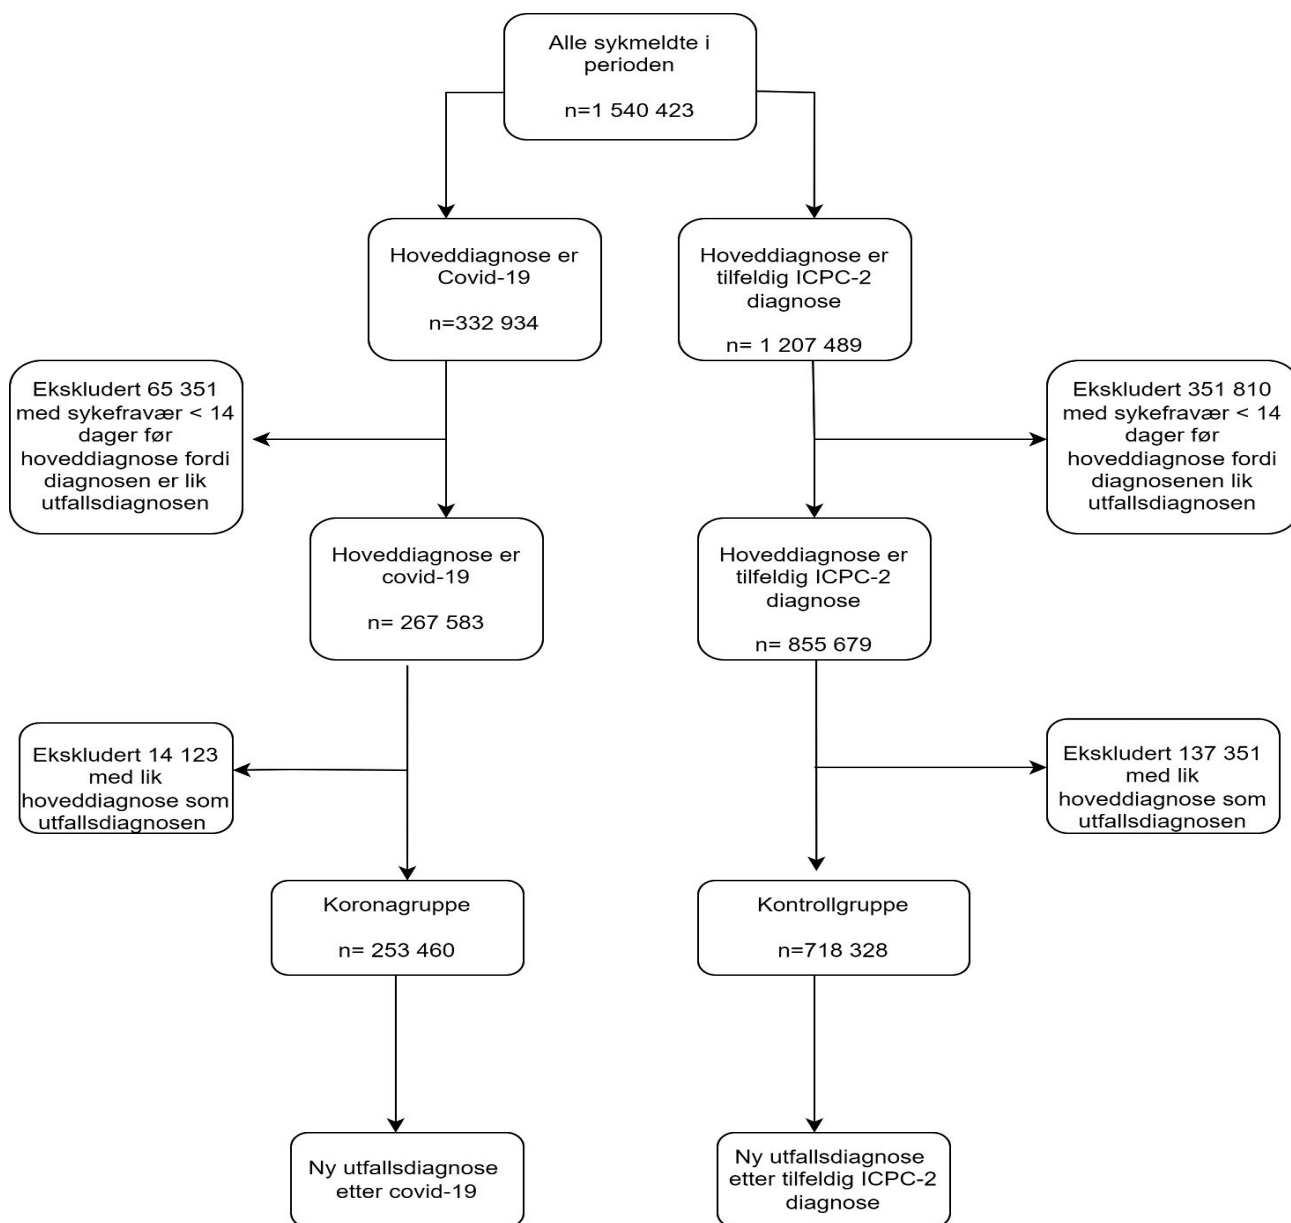 Alle sykmeldte i
perioden
n=1 540 423
Hoveddiagnose er
Covid-19
n=332 934
Hoveddiagnose er
tilfeldig ICPC-2
diagnose
n= 1 207 489
Ekskludert 65 351
med sykefravær < 14
dager før
hoveddiagnose fordi
diagnosen er lik
utfallsdiagnosen
Ekskludert 351 810
med sykefravær < 14
dager før
hoveddiagnose fordi
diagnosenen lik
utfallsdiagnosen
Hoveddiagnose er
covid-19
n= 267 583
Hoveddiagnose er
tilfeldig ICPC-2
diagnose
n= 855 679
Ekskludert 14 123
med lik
hoveddiagnose som
utfallsdiagnosen
Ekskludert 137 351
med lik
hoveddiagnose som
utfallsdiagnosen
Koronagruppe
n= 253 460
Kontrollgruppe
n=718 328
Ny utfallsdiagnose
etter covid-19
Ny utfallsdiagnose
etter tilfeldig ICPC-2
diagnose